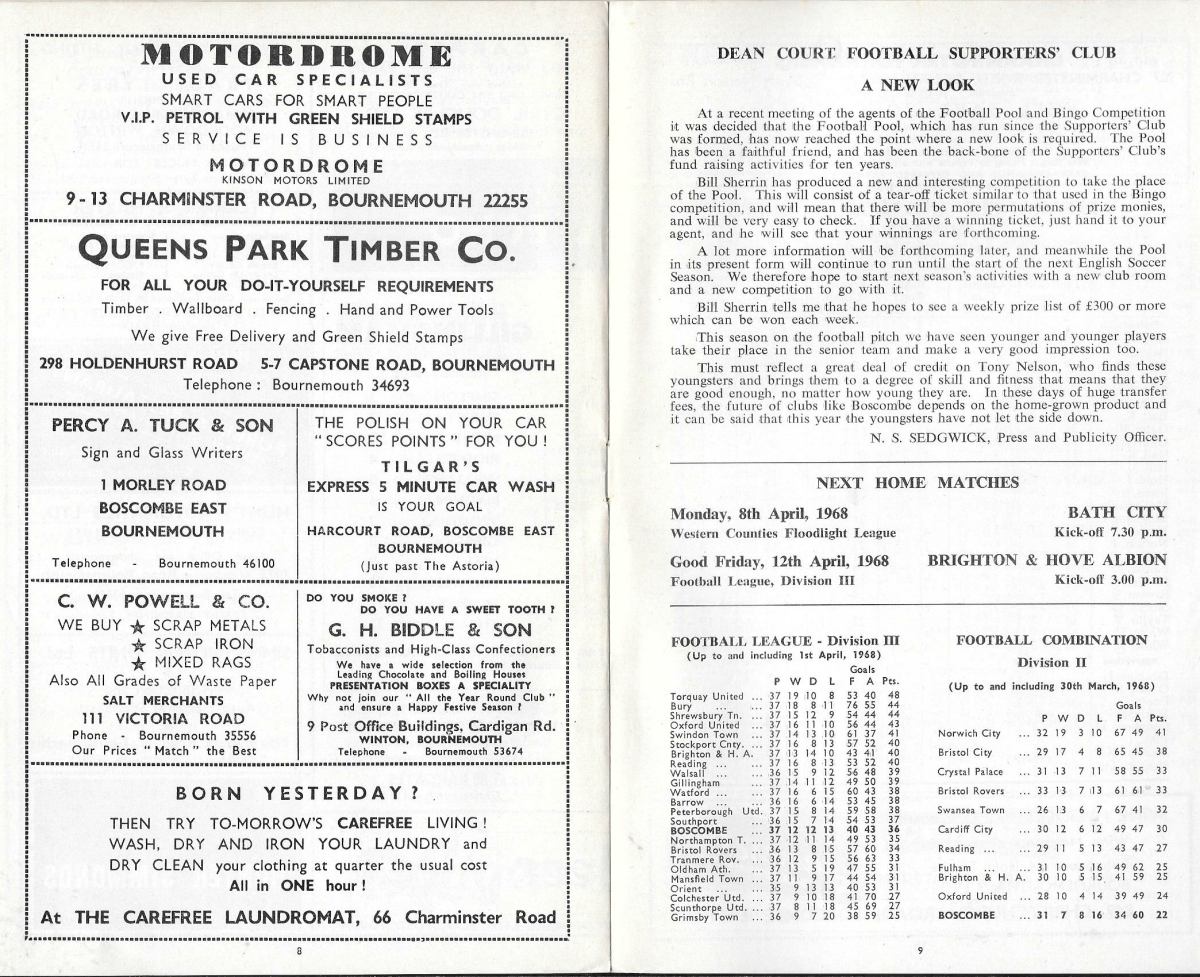 MOTORDROME
USED CAR SPECIALISTS
SMART CARS FOR SMART PEOPLE
V.I.P. PETROL WITH GREEN SHIELD STAMPS
SERVICE IS BUSINESS
MOTORDROME
KINSON MOTORS LIMITED
9-13 CHARMINSTER ROAD, BOURNEMOUTH 22255
QUEENS PARK TIMBER CO.
FOR ALL YOUR DO-IT-YOURSELF REQUIREMENTS
Timber . Wallboard . Fencing . Hand and Power Tools
We give Free Delivery and Green Shield Stamps
298 HOLDENHURST ROAD 5-7 CAPSTONE ROAD, BOURNEMOUTH
Telephone : Bournemouth 34693
PERCY A. TUCK & SON
Sign and Glass Writers
1 MORLEY ROAD
BOSCOMBE EAST
BOURNEMOUTH
Telephone - Bournemouth 46100
THE POLISH ON YOUR CAR
"SCORES POINTS" FOR YOU !
TILGAR'S
EXPRESS 5 MINUTE CAR WASH
IS YOUR GOAL
HARCOURT ROAD, BOSCOMBE EAST
BOURNEMOUTH
(Just past The Astoria)
C. W. POWELL & CO.
WE BUY ★ SCRAP METALS
★ SCRAP IRON
★ MIXED RAGS
Also All Grades of Waste Paper
SALT MERCHANTS
111 VICTORIA ROAD
Phone - Bournemouth 35556
Our Prices "Match" the Best
DO YOU SMOKE ?
DO YOU HAVE A SWEET TOOTH ?
G. H. BIDDLE & SON
Tobacconists and High-Class Confectioners
We have a wide selection from the
Leading Chocolate and Boiling Houses
PRESENTATION BOXES A SPECIALITY
Why not join our "All the Year Round Club"
and ensure a Happy Festive Season ?
9 Post Office Buildings, Cardigan Rd.
WINTON, BOURNEMOUTH
Telephone - Bournemouth 53674
BORN YESTERDAY ?
THEN TRY TO-MORROW'S CAREFREE LIVING !
WASH, DRY AND IRON YOUR LAUNDRY and
DRY CLEAN your clothing at quarter the usual cost
All in ONE hour !
At THE CAREFREE LAUNDROMAT, 66 Charminster Road
8
DEAN COURT FOOTBALL SUPPORTERS' CLUB
A NEW LOOK
At a recent meeting of the agents of the Football Pool and Bingo Competition
it was decided that the Football Pool, which has run since the Supporters' Club
was formed, has now reached the point where a new look is required. The Pool
has been a faithful friend, and has been the back-bone of the Supporters' Club's
fund raising activities for ten years.
Bill Sherrin has produced a new and interesting competition to take the place
of the Pool. This will consist of a tear-off ticket similar to that used in the Bingo
competition, and will mean that there will be more permutations of prize monies,
and will be very easy to check. If you have a winning ticket, just hand it to your
agent, and he will see that your winnings are forthcoming.
A lot more information will be forthcoming later, and meanwhile the Pool
in its present form will continue to run until the start of the next English Soccer
Season. We therefore hope to start next season's activities with a new club room
and a new competition to go with it.
Bill Sherrin tells me that he hopes to see a weekly prize list of £300 or more
which can be won each week.
This season on the football pitch we have seen younger and younger players
take their place in the senior team and make a very good impression too.
This must reflect a great deal of credit on Tony Nelson, who finds these
youngsters and brings them to a degree of skill and fitness that means that they
are good enough, no matter how young they are. In these days of huge transfer
fees, the future of clubs like Boscombe depends on the home-grown product and
it can be said that this year the youngsters have not let the side down.
N. S. SEDGWICK, Press and Publicity Officer.
NEXT HOME MATCHES
Monday, 8th April, 1968 BATH CITY
Western Counties Floodlight League Kick-off 7.30 p.m.
Good Friday, 12th April, 1968 BRIGHTON & HOVE ALBION
Football League, Division III Kick-off 3.00 p.m.
FOOTBALL LEAGUE - Division III
(Up to and including 1st April, 1968)
Goals
P W D L F A Pts.
Torquay United ... 37 19 10 8 53 40 48
Bury ... ... 37 18 8 11 76 55 44
Shrewsbury Tn. ... 37 15 12 9 54 44 44
Oxford United ... 37 16 11 10 56 44 43
Swindon Town ... 37 14 13 10 61 37 41
Stockport Cnty. ... 37 16 8 13 57 52 40
Brighton & H. A. 37 13 14 10 43 41 40
Reading ... ... 37 16 8 13 53 52 40
Walsall ... ... 36 15 9 12 56 48 39
Gillingham ... 37 14 11 12 49 50 39
Watford ... ... 37 16 6 15 60 43 38
Barrow ... ... 36 16 6 14 53 45 38
Peterborough Utd. 37 15 8 14 59 58 38
Southport ... 36 15 7 14 54 53 37
BOSCOMBE ... 37 12 12 13 40 43 36
Northampton T. ... 37 12 11 14 49 53 35
Bristol Rovers ... 36 13 8 15 57 60 34
Tranmere Rov. ... 36 12 9 15 56 63 33
Oldham Ath. ... 37 13 5 19 47 55 31
Mansfield Town ... 37 11 9 17 44 54 31
Orient ... ... 35 9 13 13 40 53 31
Colchester Utd. ... 37 9 10 18 41 70 27
Scunthorpe Utd. ... 37 8 11 18 45 69 27
Grimsby Town ... 36 9 7 20 38 59 25
FOOTBALL COMBINATION
Division II
(Up to and including 30th March, 1968)
Goals
P W D L F A Pts.
Norwich City ... 32 19 3 10 67 49 41
Bristol City ... 29 17 4 8 65 45 38
Crystal Palace ... 31 13 7 11 58 55 33
Bristol Rovers ... 33 13 7 13 61 61 33
Swansea Town ... 26 13 6 7 67 41 32
Cardiff City ... 30 12 6 12 49 47 30
Reading ... ... 29 11 5 13 43 47 27
Fulham ... ... 31 10 5 16 49 62 25
Brighton & H. A. ... 30 10 5 15 41 59 25
Oxford United ... 28 10 4 14 39 49 24
BOSCOMBE ... 31 7 8 16 34 60 22
9